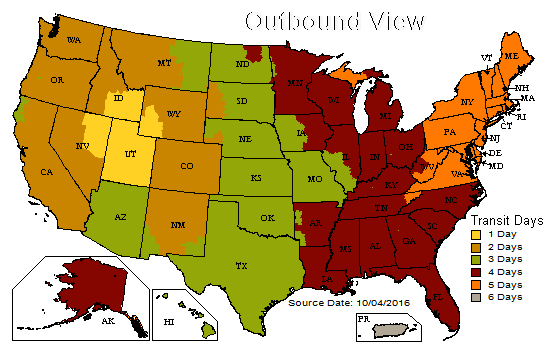 Outbound View
WA
OR
CA
NV
ID
UT
AZ
MT
WY
CO
NM
ND
SD
NE
KS
OK
TX
MN
IA
MO
AR
LA
WI
IL
MS
MI
IN
KY
TN
AL
OH
WV
GA
FL
SC
NC
VA
PA
NY
VT
ME
NH
MA
RI
CT
NJ
DE
MD
AK
HI
PR
Transit Days
1 Day
2 Days
3 Days
4 Days
5 Days
6 Days
Source Date: 10/04/2016